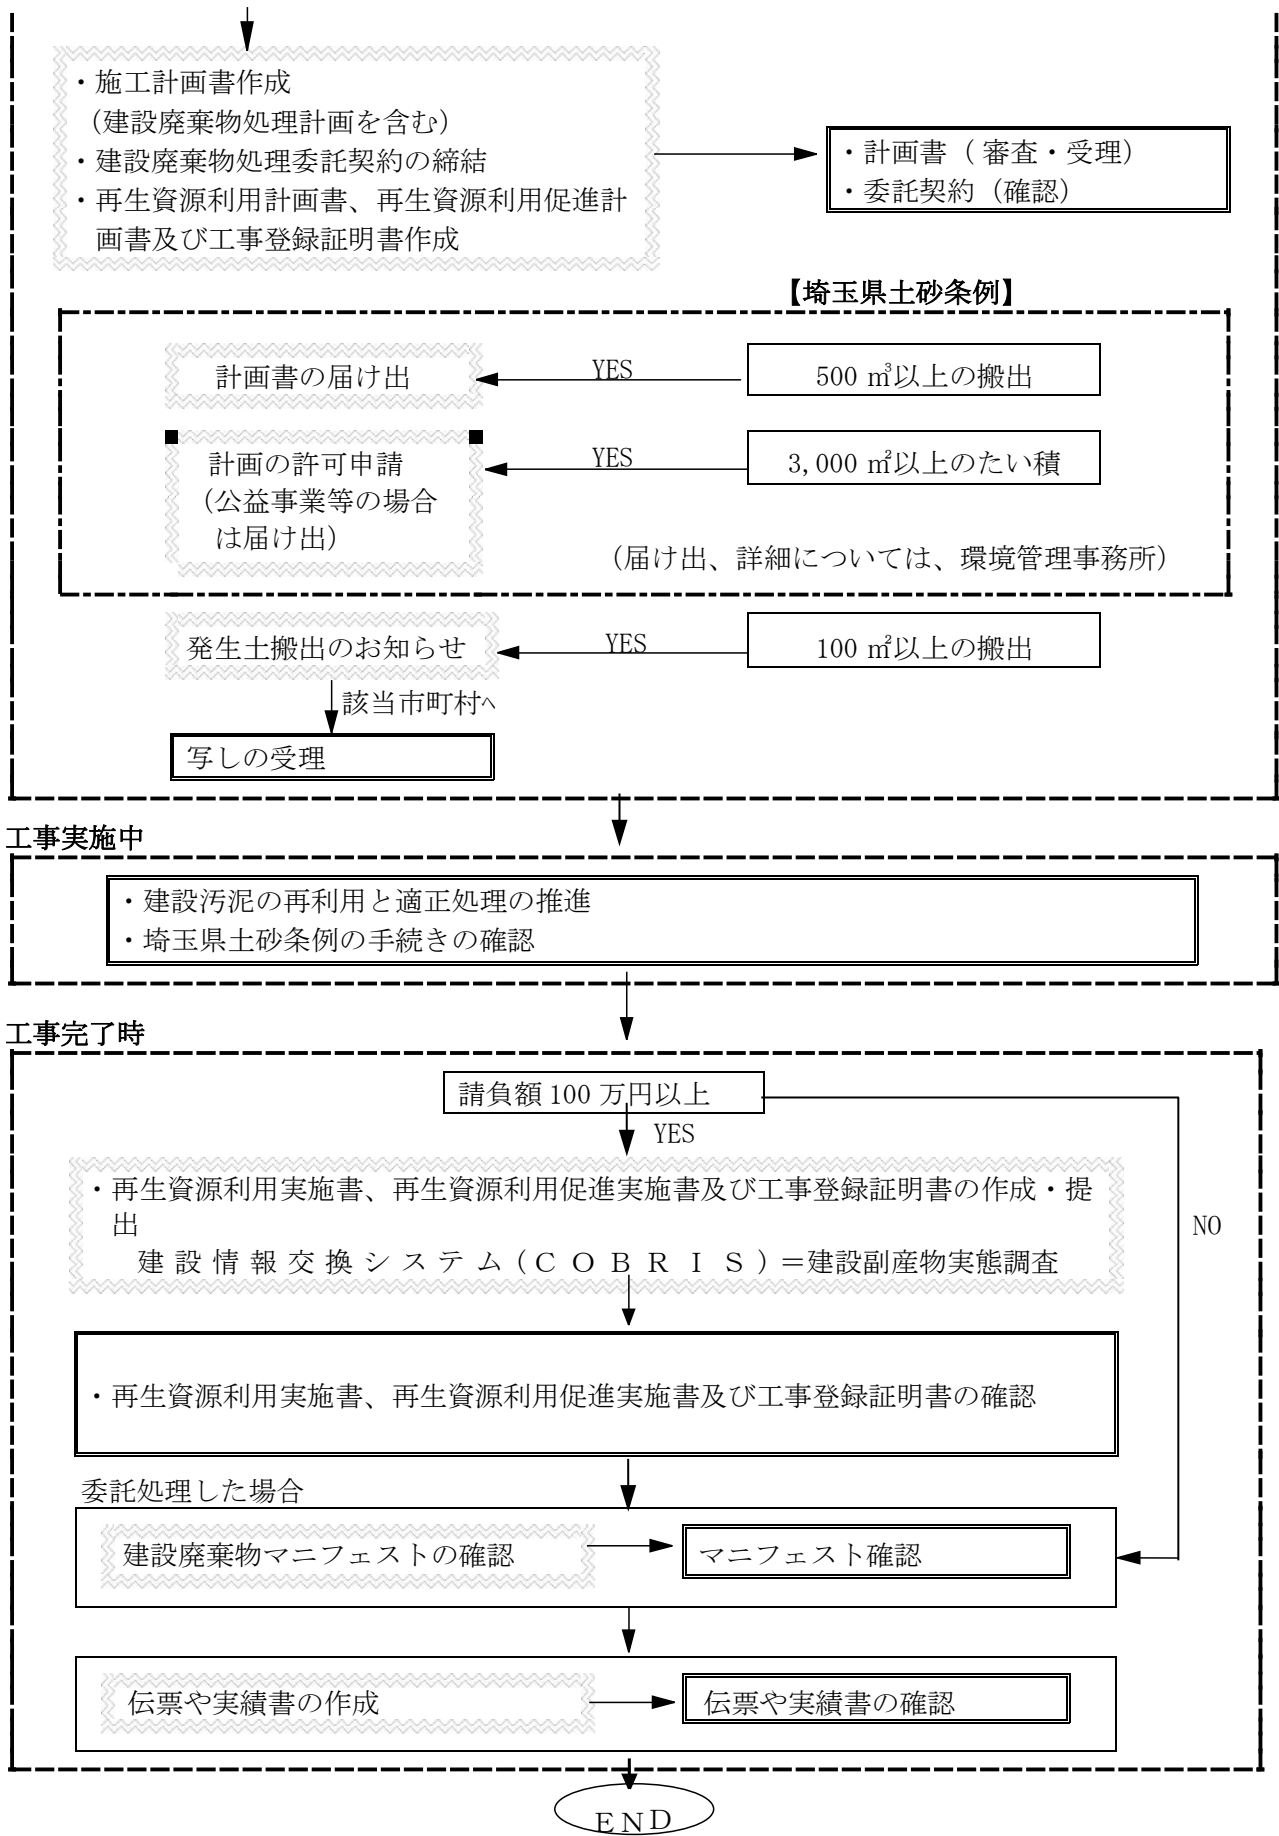 ・施工計画書作成
（建設廃棄物処理計画を含む）
・建設廃棄物処理委託契約の締結
・再生資源利用計画書、再生資源利用促進計
画書及び工事登録証明書作成
・計画書（審査・受理）
・委託契約（確認）
【埼玉県土砂条例】
計画書の届け出
YES
500 ㎥以上の搬出
計画の許可申請
（公益事業等の場合
は届け出）
YES
3,000 ㎡以上のたい積
（届け出、詳細については、環境管理事務所）
発生土搬出のお知らせ
YES
100 ㎡以上の搬出
該当市町村へ
写しの受理
工事実施中
・建設汚泥の再利用と適正処理の推進
・埼玉県土砂条例の手続きの確認
工事完了時
請負額 100 万円以上
YES
・再生資源利用実施書、再生資源利用促進実施書及び工事登録証明書の作成・提
出
建設情報交換システム(ＣＯＢＲＩＳ)＝建設副産物実態調査
NO
・再生資源利用実施書、再生資源利用促進実施書及び工事登録証明書の確認
委託処理した場合
建設廃棄物マニフェストの確認
マニフェスト確認
伝票や実績書の作成
伝票や実績書の確認
ＥＮＤ